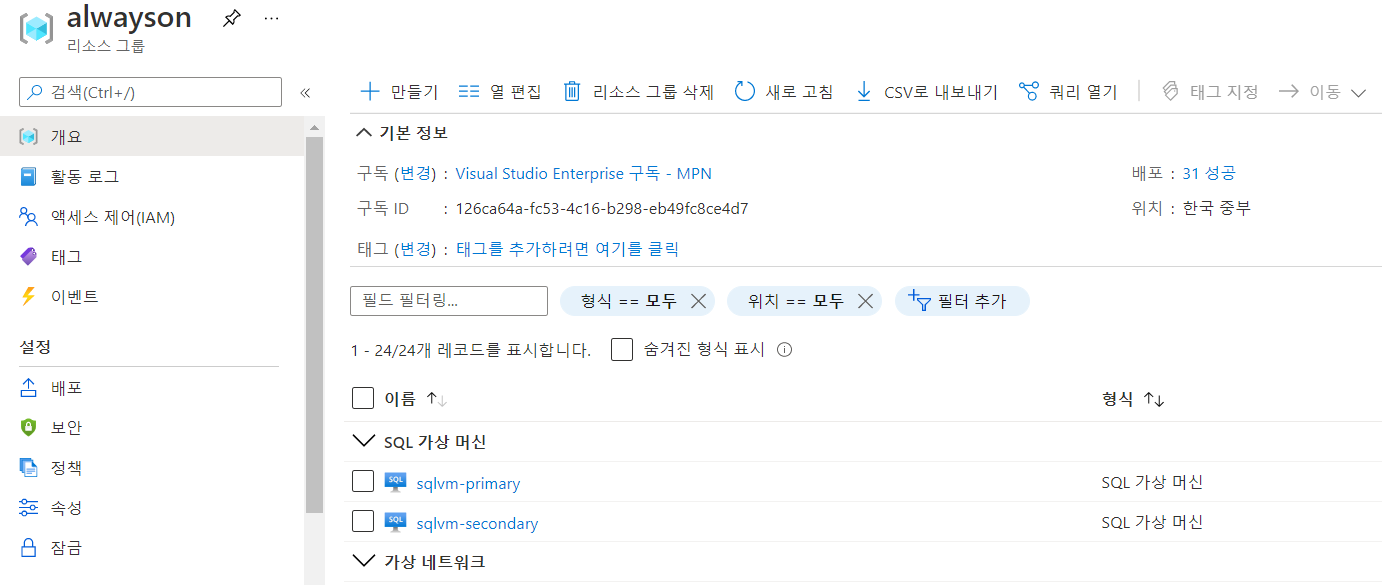 alwayson
...
리소스 그룹
검색(Ctrl+/)
«
개요
활동 로그
액세스 제어(IAM)
태그
이벤트
설정
배포
보안
정책
속성
잠금
만들기 열 편집 리소스 그룹 삭제 새로 고침 CSV로 내보내기 쿼리 열기 태그 지정 이동
기본 정보
구독 (변경) : Visual Studio Enterprise 구독 - MPN 배포 : 31 성공
구독 ID : 126ca64a-fc53-4c16-b298-eb49fc8ce4d7 위치 : 한국 중부
태그 (변경) : 태그를 추가하려면 여기를 클릭
필드 필터링... 형식 == 모두 위치 == 모두 필터 추가
1 - 24/24개 레코드를 표시합니다. 숨겨진 형식 표시
이름 ↑↓ 형식 ↑↓
SQL 가상 머신
SQL sqlvm-primary SQL 가상 머신
SQL sqlvm-secondary SQL 가상 머신
가상 네트워크